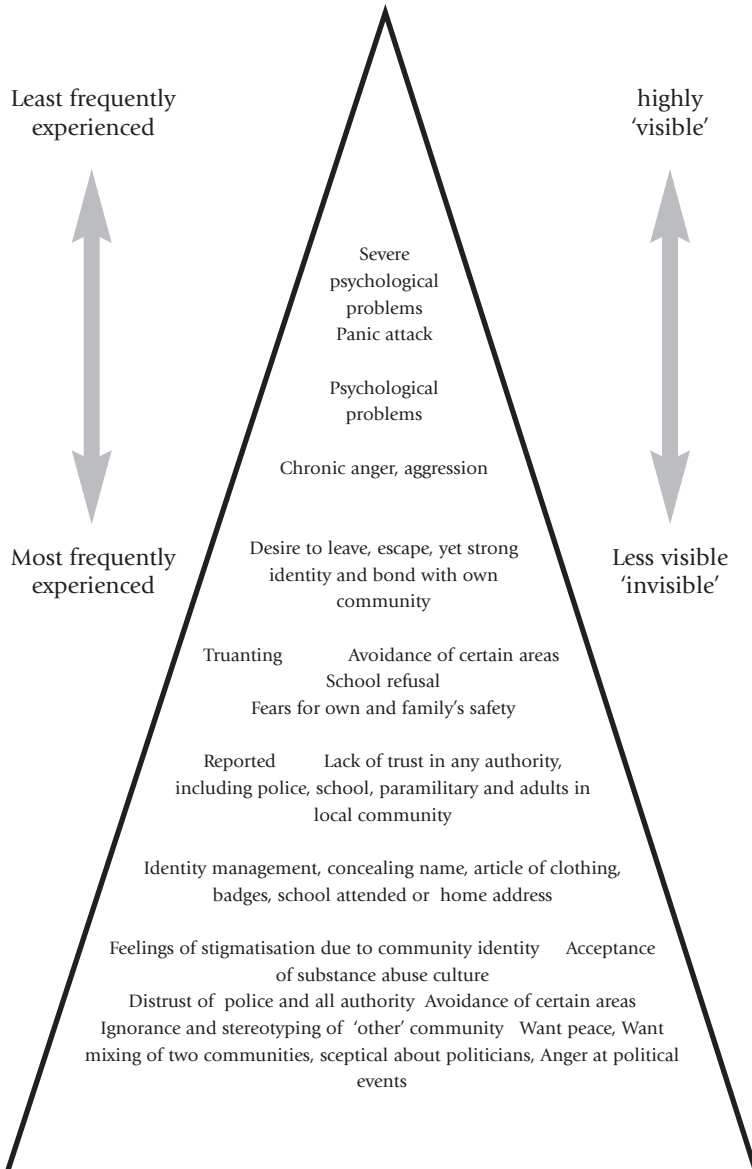 Least frequently
experienced
highly
‘visible’
Severe
psychological
problems
Panic attack
Psychological
problems
Chronic anger, aggression
Most frequently
experienced
Desire to leave, escape, yet strong
identity and bond with own
community
Less visible
‘invisible’
Truanting Avoidance of certain areas
School refusal
Fears for own and family’s safety
Reported Lack of trust in any authority,
including police, school, paramilitary and adults in
local community
Identity management, concealing name, article of clothing,
badges, school attended or home address
Feelings of stigmatisation due to community identity Acceptance
of substance abuse culture
Distrust of police and all authority Avoidance of certain areas
Ignorance and stereotyping of ‘other’ community Want peace, Want
mixing of two communities, sceptical about politicians, Anger at political
events